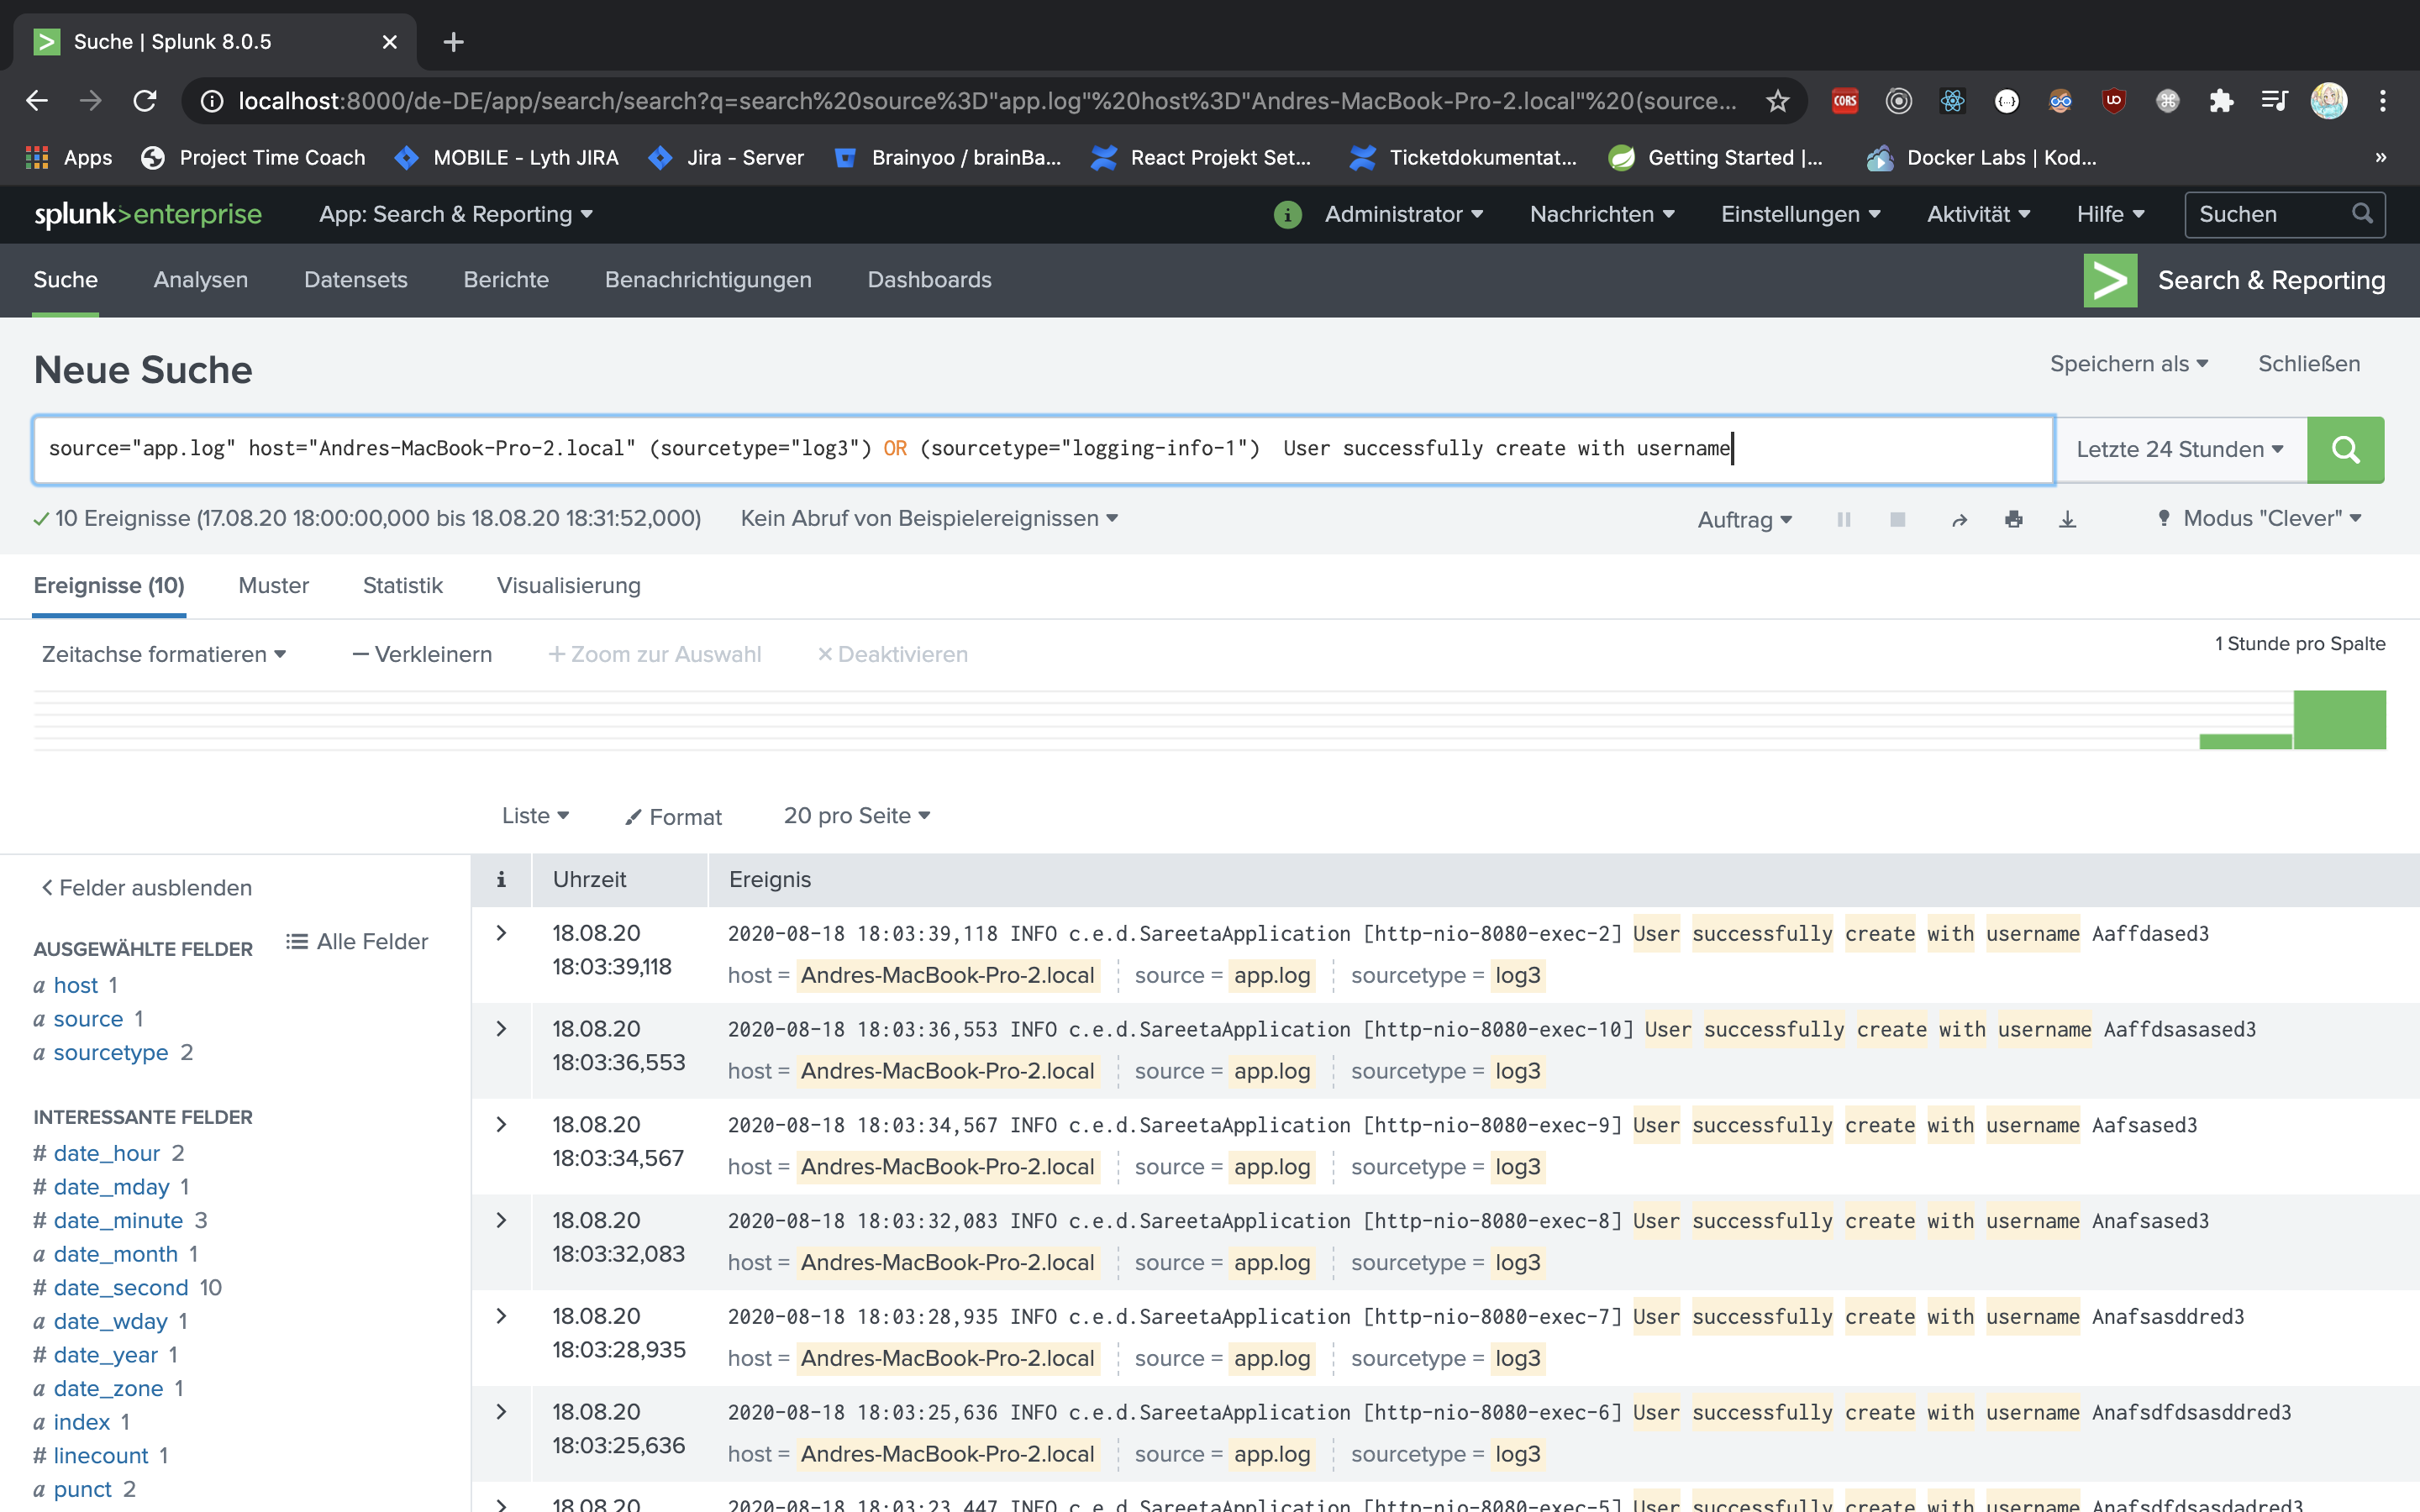 Suche | Splunk 8.0.5
localhost:8000/de-DE/app/search/search?q=search%20source%3D"app.log"%20host%3D"Andres-MacBook-Pro-2.local"%20(source...
CORS
Apps Project Time Coach MOBILE - Lyth JIRA Jira - Server Brainyoo / brainBa... React Projekt Set... Ticketdokumentat... Getting Started |... Docker Labs | Kod... »
splunk>enterprise App: Search & Reporting i Administrator Nachrichten Einstellungen Aktivität Hilfe Suchen
Suche Analysen Datensets Berichte Benachrichtigungen Dashboards Search & Reporting
Neue Suche Speichern als Schließen
source="app.log" host="Andres-MacBook-Pro-2.local" (sourcetype="log3") OR (sourcetype="logging-info-1")  User successfully create with username Letzte 24 Stunden
10 Ereignisse (17.08.20 18:00:00,000 bis 18.08.20 18:31:52,000) Kein Abruf von Beispielereignissen Auftrag Modus "Clever"
Ereignisse (10) Muster Statistik Visualisierung
Zeitachse formatieren — Verkleinern + Zoom zur Auswahl × Deaktivieren 1 Stunde pro Spalte
Liste Format 20 pro Seite
< Felder ausblenden
AUSGEWÄHLTE FELDER Alle Felder
a host 1
a source 1
a sourcetype 2
INTERESSANTE FELDER
# date_hour 2
# date_mday 1
# date_minute 3
a date_month 1
# date_second 10
a date_wday 1
# date_year 1
a date_zone 1
a index 1
# linecount 1
a punct 2
i Uhrzeit Ereignis
18.08.20 2020-08-18 18:03:39,118 INFO c.e.d.SareetaApplication [http-nio-8080-exec-2] User successfully create with username Aaffdased3
18:03:39,118 host = Andres-MacBook-Pro-2.local source = app.log sourcetype = log3
18.08.20 2020-08-18 18:03:36,553 INFO c.e.d.SareetaApplication [http-nio-8080-exec-10] User successfully create with username Aaffdsasased3
18:03:36,553 host = Andres-MacBook-Pro-2.local source = app.log sourcetype = log3
18.08.20 2020-08-18 18:03:34,567 INFO c.e.d.SareetaApplication [http-nio-8080-exec-9] User successfully create with username Aafsased3
18:03:34,567 host = Andres-MacBook-Pro-2.local source = app.log sourcetype = log3
18.08.20 2020-08-18 18:03:32,083 INFO c.e.d.SareetaApplication [http-nio-8080-exec-8] User successfully create with username Anafsased3
18:03:32,083 host = Andres-MacBook-Pro-2.local source = app.log sourcetype = log3
18.08.20 2020-08-18 18:03:28,935 INFO c.e.d.SareetaApplication [http-nio-8080-exec-7] User successfully create with username Anafsasddred3
18:03:28,935 host = Andres-MacBook-Pro-2.local source = app.log sourcetype = log3
18.08.20 2020-08-18 18:03:25,636 INFO c.e.d.SareetaApplication [http-nio-8080-exec-6] User successfully create with username Anafsdfdsasddred3
18:03:25,636 host = Andres-MacBook-Pro-2.local source = app.log sourcetype = log3
18.08.20 2020-08-18 18:03:23,447 INFO c.e.d.SareetaApplication [http-nio-8080-exec-5] User successfully create with username Anafsdfdsasdadred3